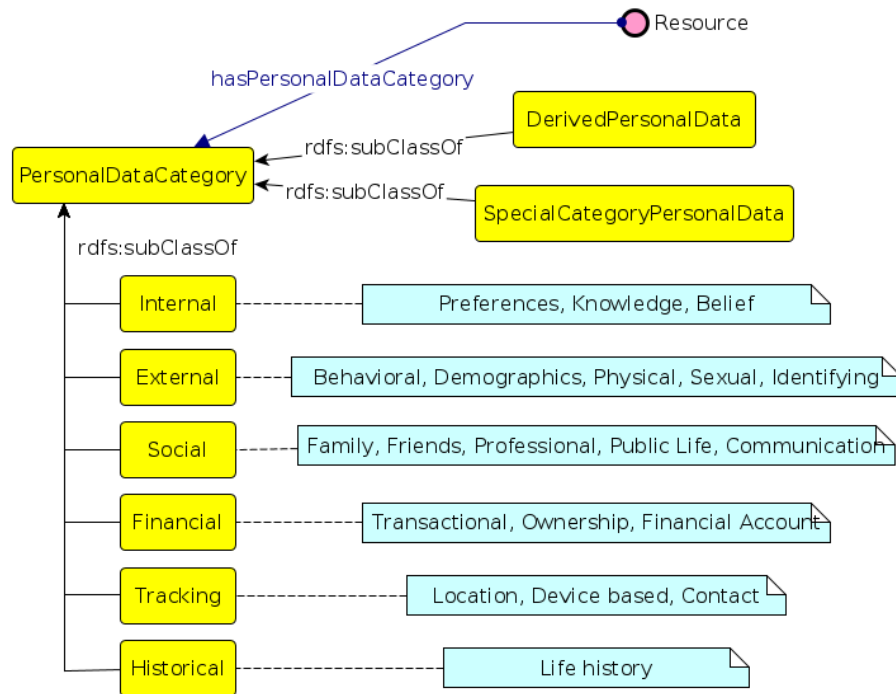 Resource
hasPersonalDataCategory
DerivedPersonalData
rdfs:subClassOf
PersonalDataCategory
rdfs:subClassOf
SpecialCategoryPersonalData
rdfs:subClassOf
Internal
Preferences, Knowledge, Belief
External
Behavioral, Demographics, Physical, Sexual, Identifying
Social
Family, Friends, Professional, Public Life, Communication
Financial
Transactional, Ownership, Financial Account
Tracking
Location, Device based, Contact
Historical
Life history